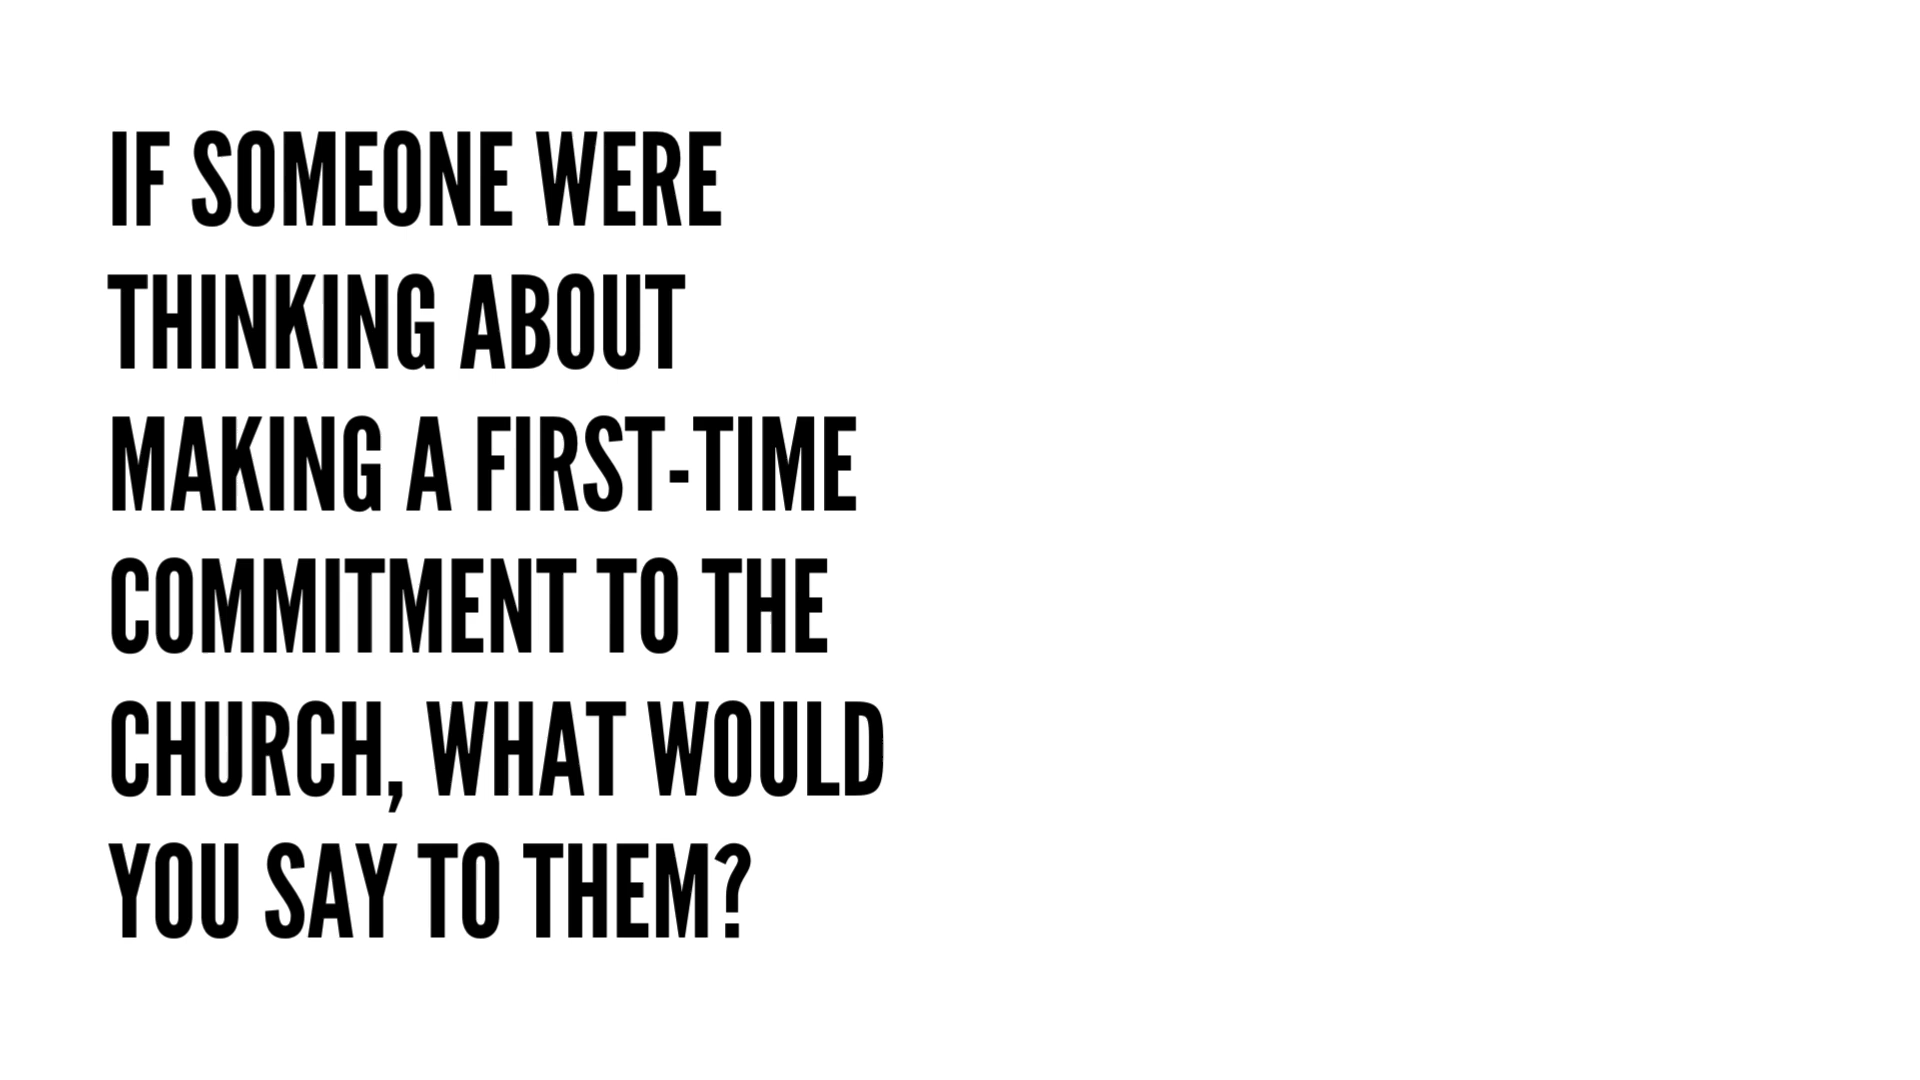 IF SOMEONE WERE
THINKING ABOUT
MAKING A FIRST-TIME
COMMITMENT TO THE
CHURCH, WHAT WOULD
YOU SAY TO THEM?